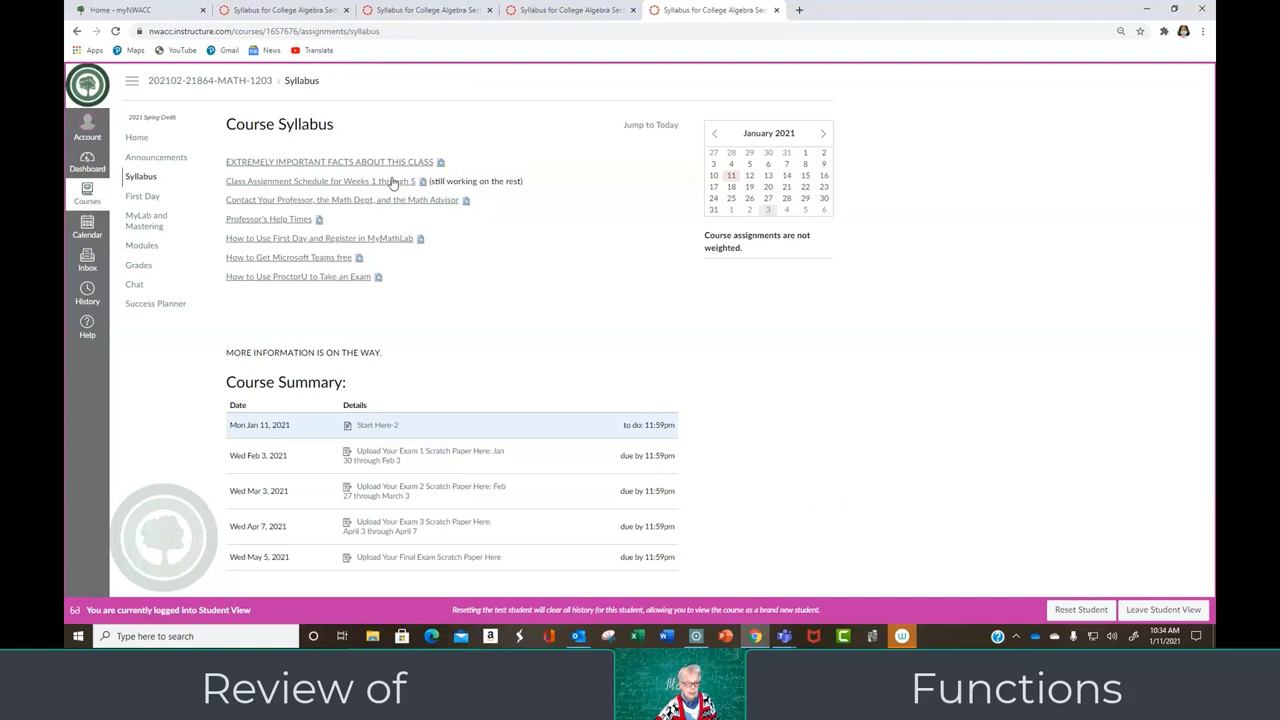 Home - myNWACC
Syllabus for College Algebra Sect
Syllabus for College Algebra Sect
Syllabus for College Algebra Sect
Syllabus for College Algebra Sec
nwacc.instructure.com/courses/1657676/assignments/syllabus
Apps Maps YouTube Gmail News Translate
202102-21864-MATH-1203 › Syllabus
Account
Dashboard
Courses
Calendar
Inbox
History
Help
2021 Spring Credit
Home
Announcements
Syllabus
First Day
MyLab and
Mastering
Modules
Grades
Chat
Success Planner
Course Syllabus
Jump to Today
EXTREMELY IMPORTANT FACTS ABOUT THIS CLASS
Class Assignment Schedule for Weeks 1 through 5 (still working on the rest)
Contact Your Professor, the Math Dept, and the Math Advisor
Professor's Help Times
How to Use First Day and Register in MyMathLab
How to Get Microsoft Teams free
How to Use ProctorU to Take an Exam
MORE INFORMATION IS ON THE WAY.
Course Summary:
Date Details
Mon Jan 11, 2021 Start Here-2 to do: 11:59pm
Wed Feb 3, 2021 Upload Your Exam 1 Scratch Paper Here: Jan
30 through Feb 3 due by 11:59pm
Wed Mar 3, 2021 Upload Your Exam 2 Scratch Paper Here: Feb
27 through March 3 due by 11:59pm
Wed Apr 7, 2021 Upload Your Exam 3 Scratch Paper Here:
April 3 through April 7 due by 11:59pm
Wed May 5, 2021 Upload Your Final Exam Scratch Paper Here due by 11:59pm
January 2021
27 28 29 30 31 1 2
3 4 5 6 7 8 9
10 11 12 13 14 15 16
17 18 19 20 21 22 23
24 25 26 27 28 29 30
31 1 2 3 4 5 6
Course assignments are not
weighted.
You are currently logged into Student View
Resetting the test student will clear all history for this student, allowing you to view the course as a brand new student.
Reset Student
Leave Student View
Type here to search
10:34 AM
1/11/2021
Review of
Functions